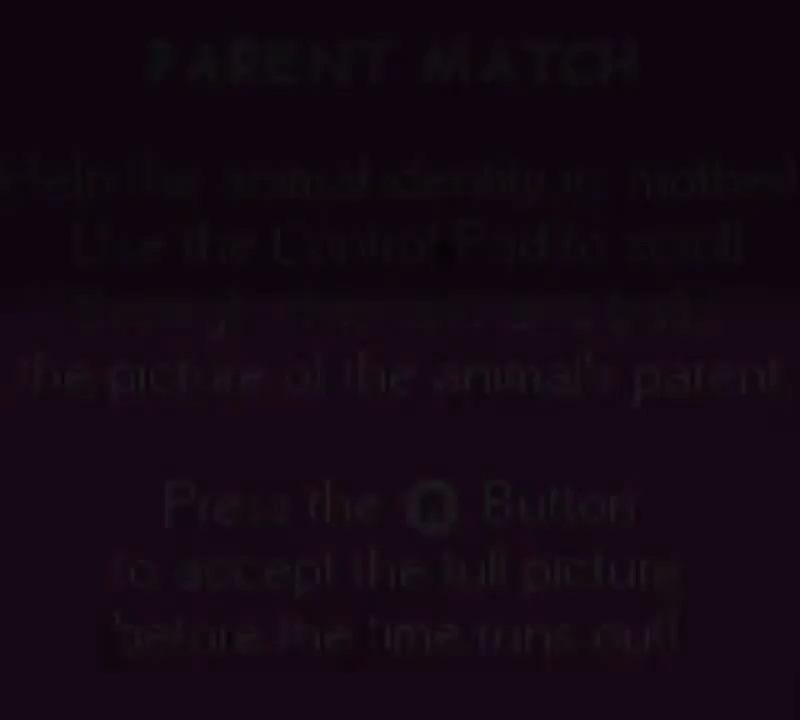 PARENT MATCH
Help the animal identify its mother!
Use the Control Pad to scroll
through
the picture of the animal's parent
Press the A Button
to accept the full picture
before the time runs out!